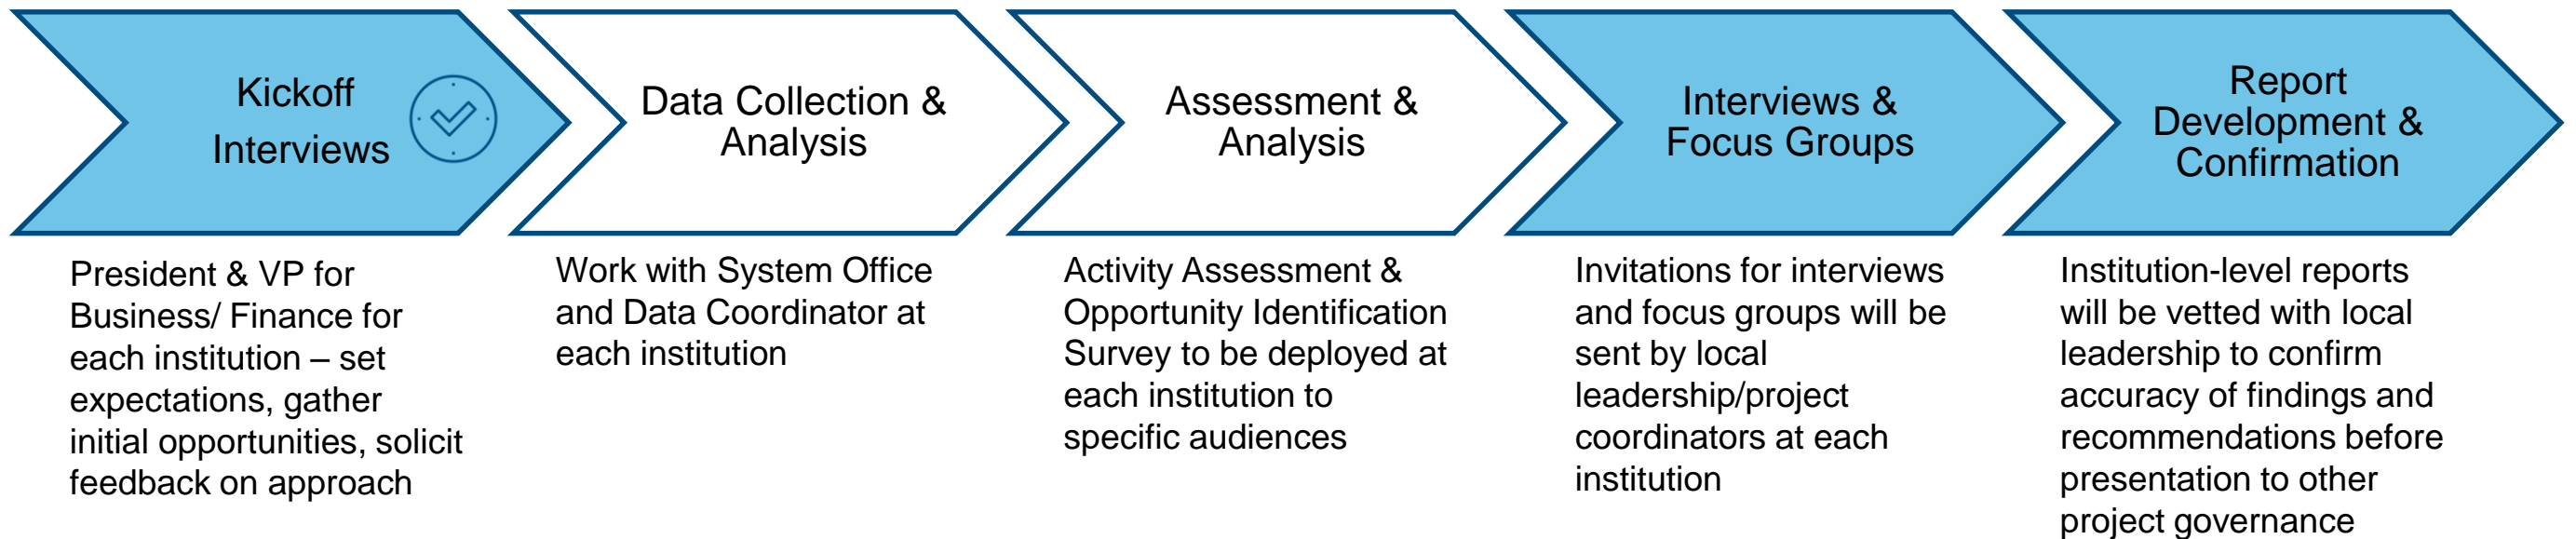 Kickoff
Interviews
Data Collection &
Analysis
Assessment &
Analysis
Interviews &
Focus Groups
Report
Development &
Confirmation
President & VP for
Business/ Finance for
each institution – set
expectations, gather
initial opportunities, solicit
feedback on approach
Work with System Office
and Data Coordinator at
each institution
Activity Assessment &
Opportunity Identification
Survey to be deployed at
each institution to
specific audiences
Invitations for interviews
and focus groups will be
sent by local
leadership/project
coordinators at each
institution
Institution-level reports
will be vetted with local
leadership to confirm
accuracy of findings and
recommendations before
presentation to other
project governance